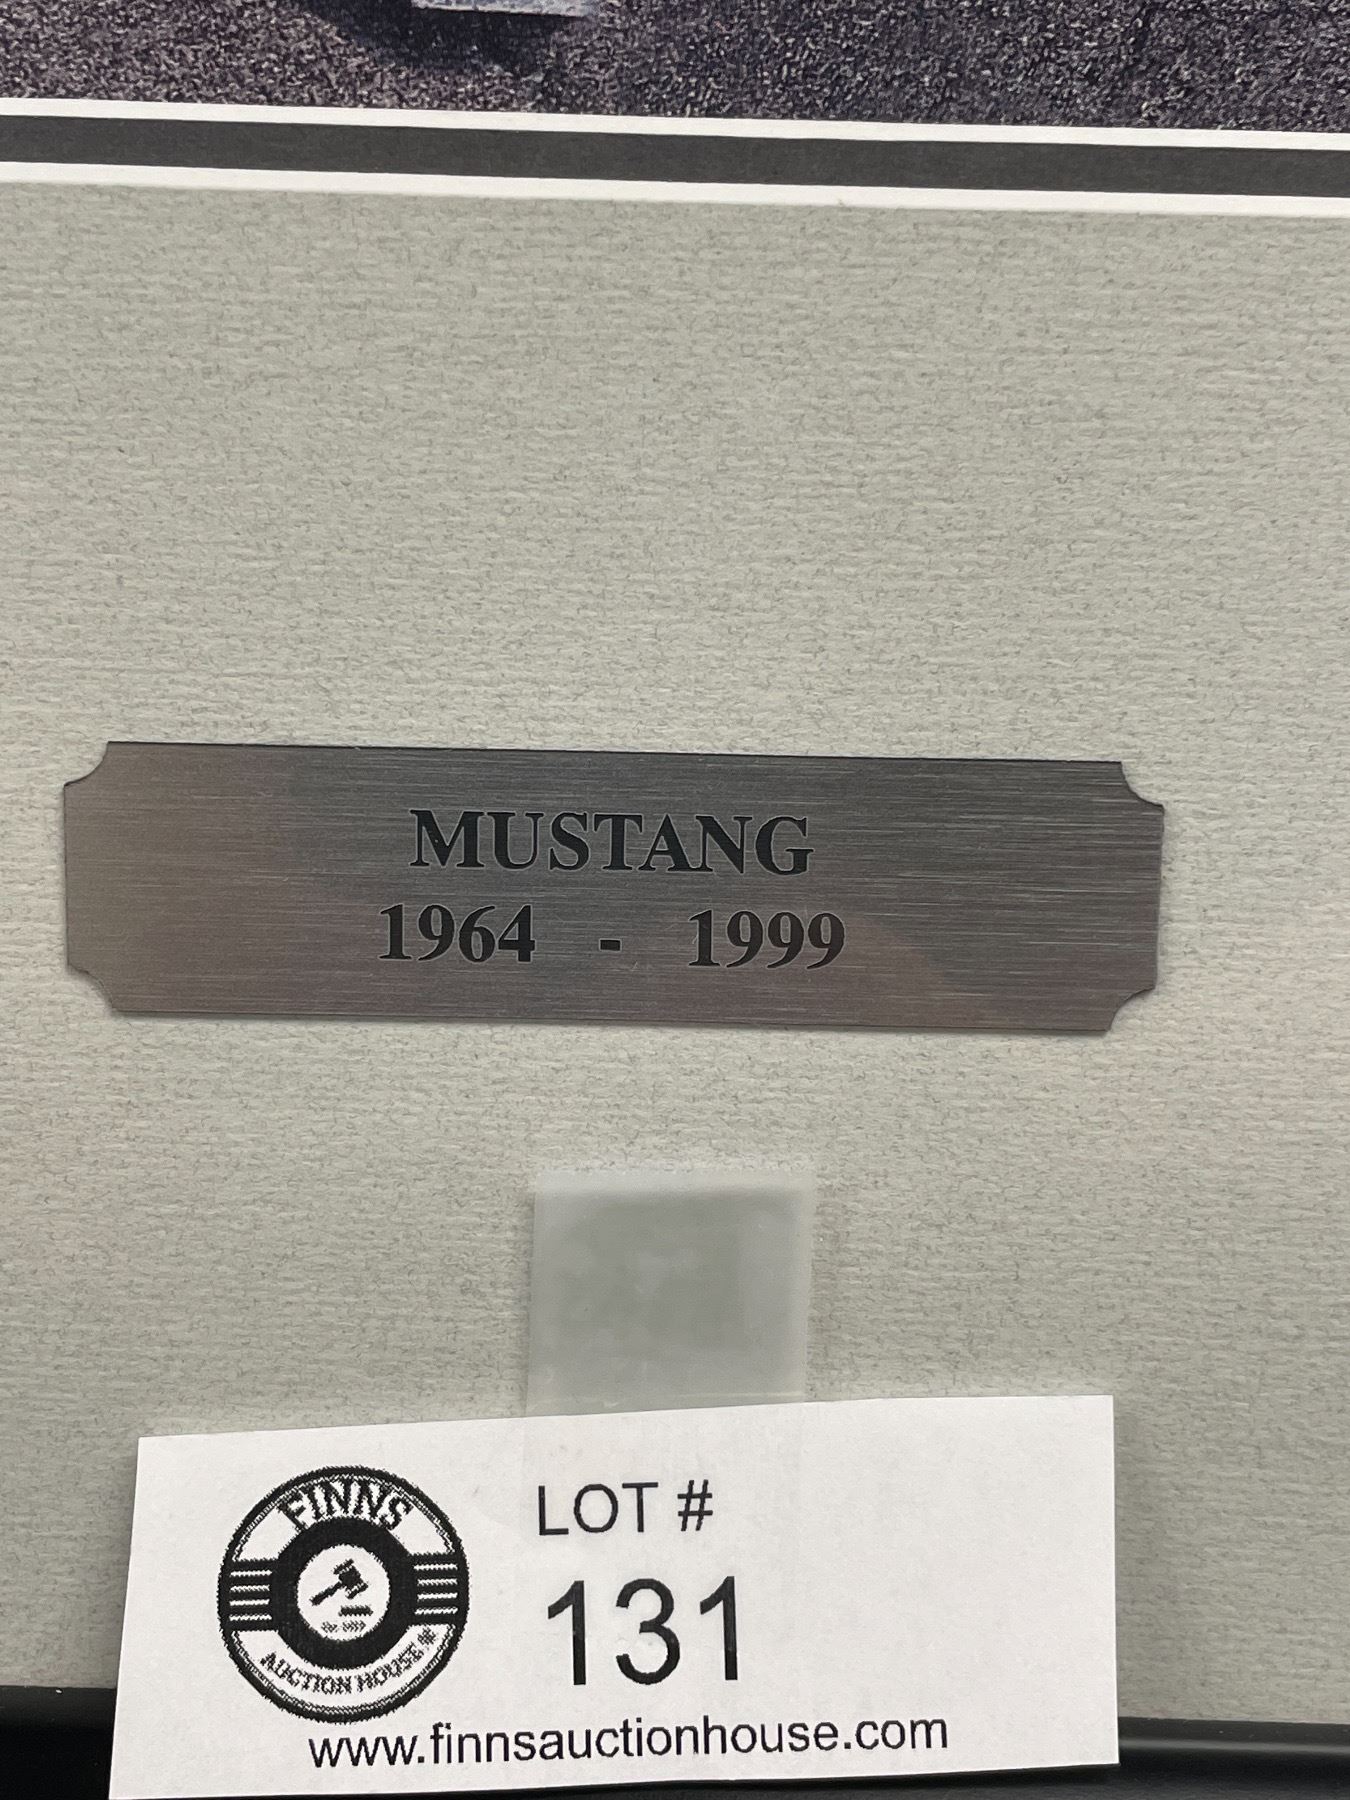 MUSTANG
1964 - 1999
FINNS
AUCTION HOUSE
LOT #
131
www.finnsauctionhouse.com